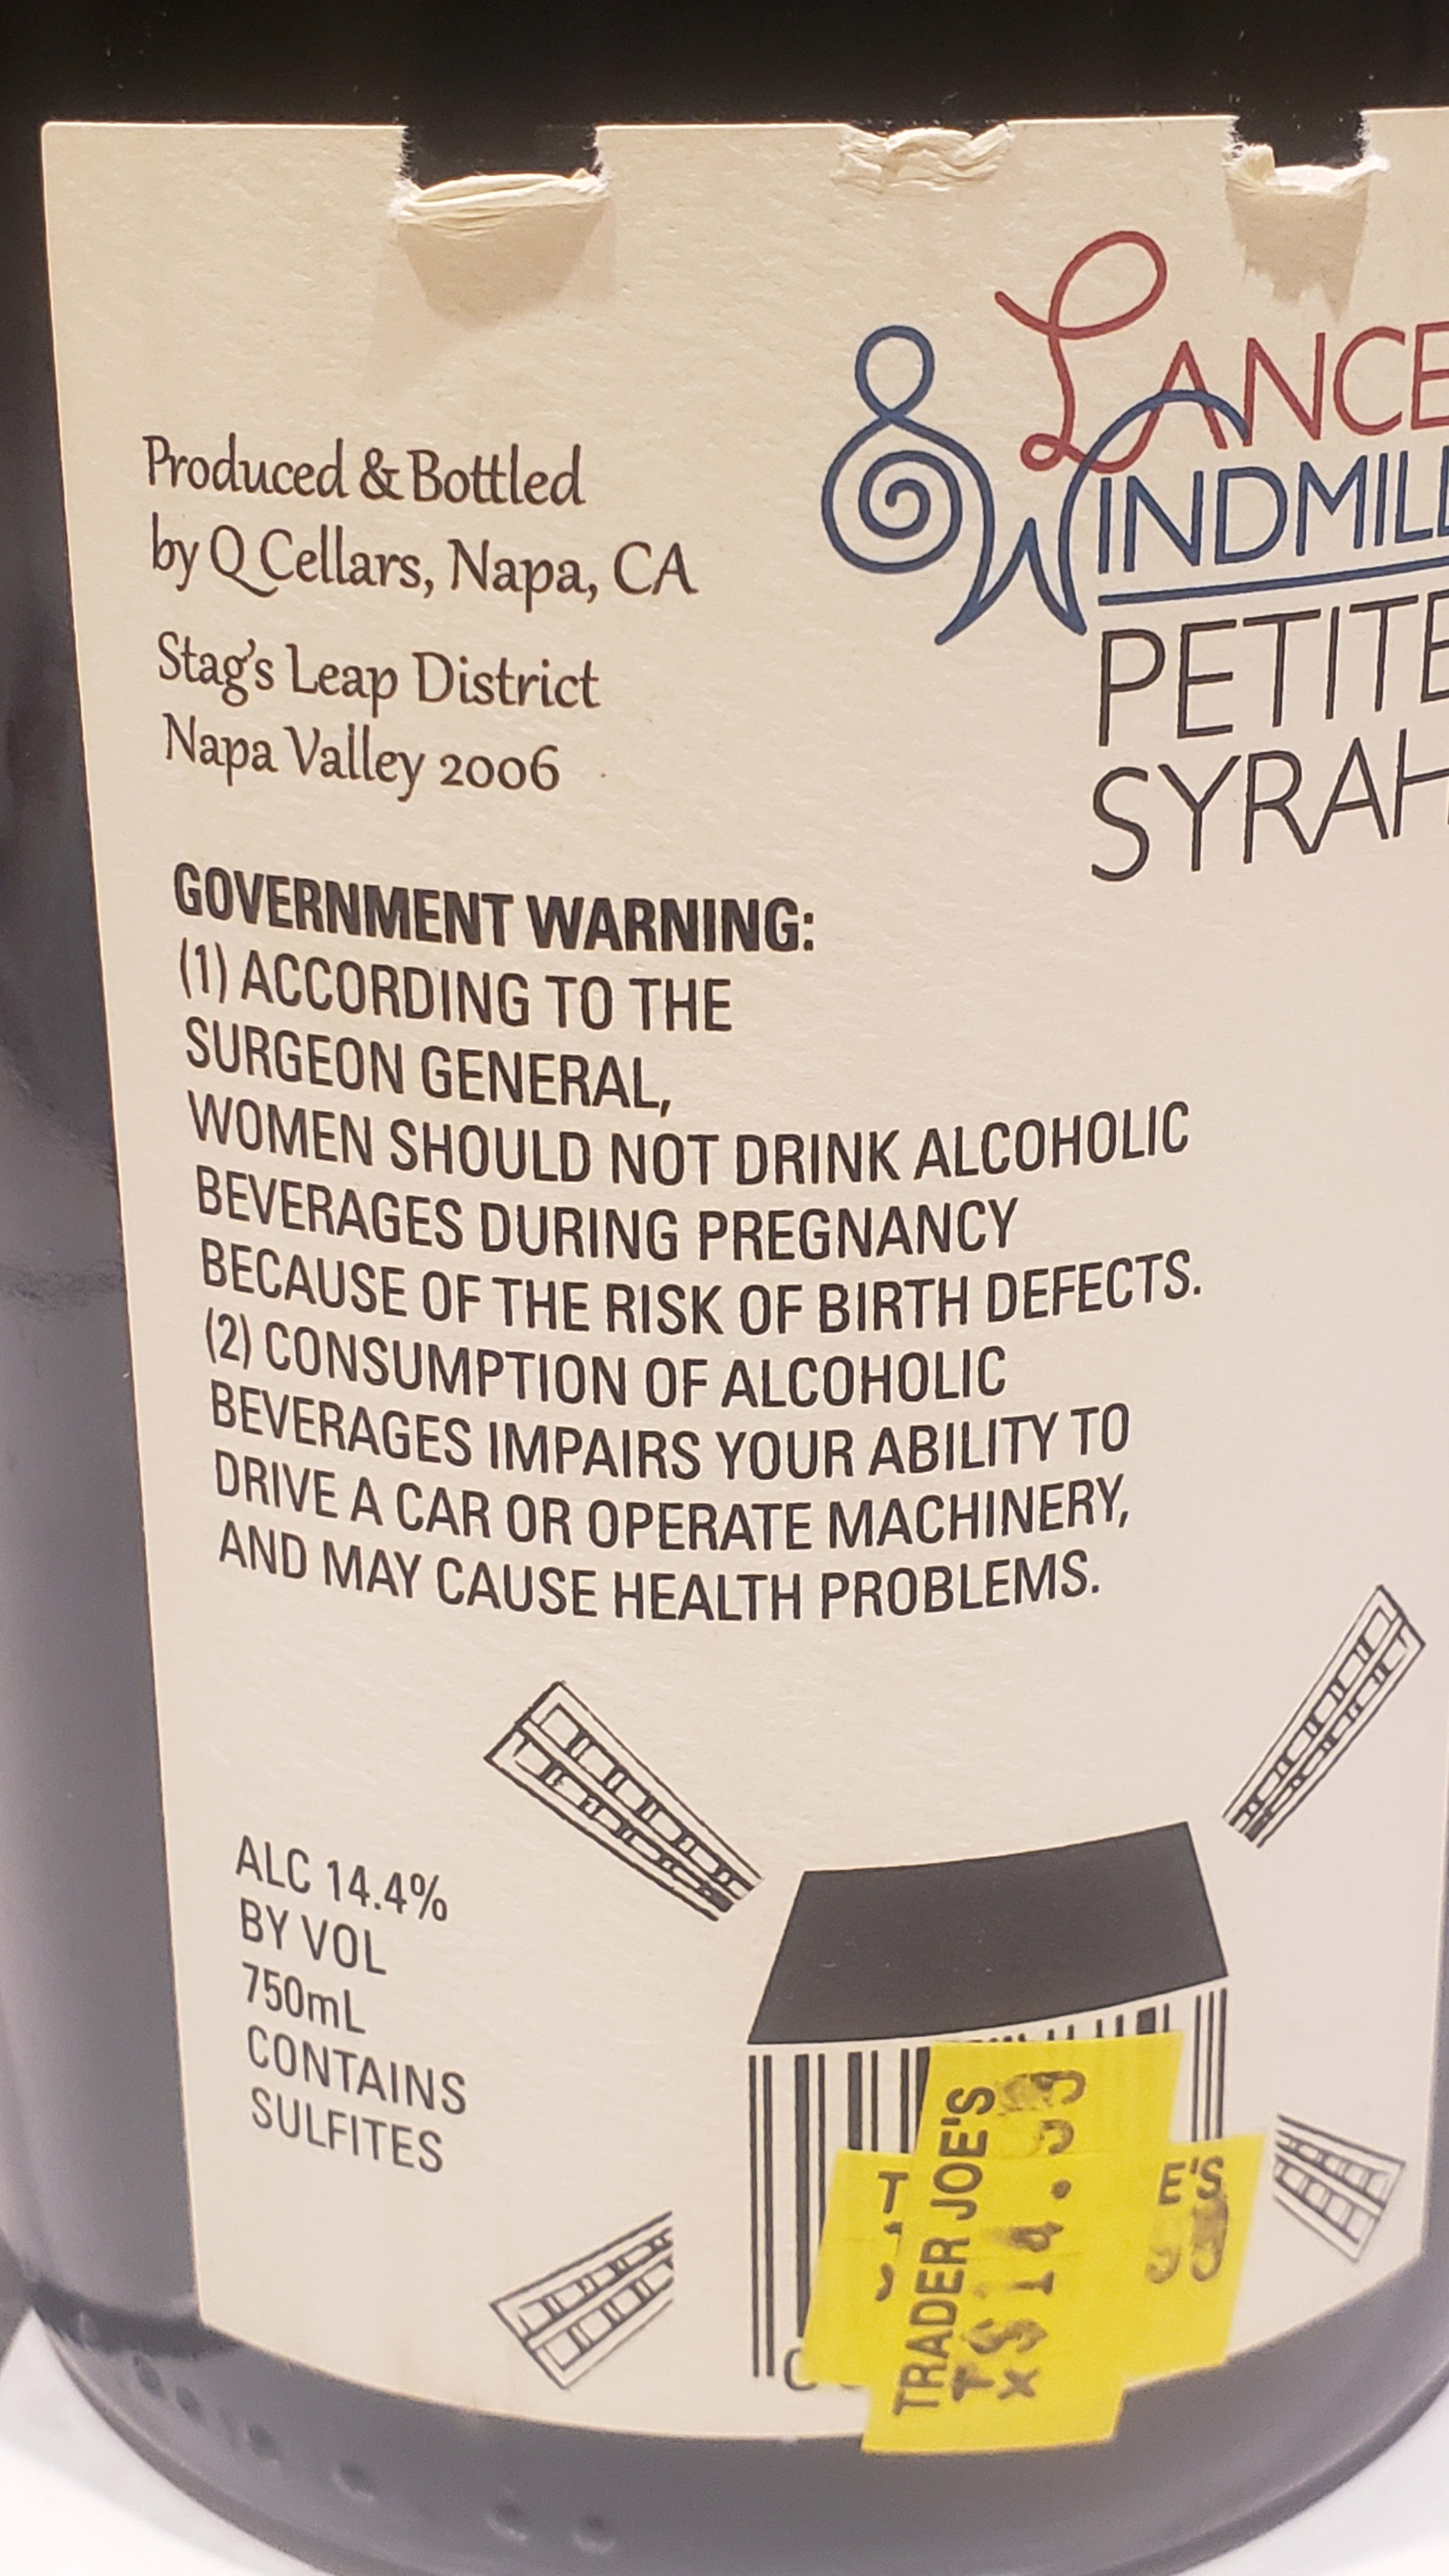 Produced & Bottled
by Q Cellars, Napa, CA
Stag's Leap District
Napa Valley 2006
LANCE
& WINDMILL
PETITE
SYRAH
GOVERNMENT WARNING:
(1) ACCORDING TO THE
SURGEON GENERAL,
WOMEN SHOULD NOT DRINK ALCOHOLIC
BEVERAGES DURING PREGNANCY
BECAUSE OF THE RISK OF BIRTH DEFECTS.
(2) CONSUMPTION OF ALCOHOLIC
BEVERAGES IMPAIRS YOUR ABILITY TO
DRIVE A CAR OR OPERATE MACHINERY,
AND MAY CAUSE HEALTH PROBLEMS.
ALC 14.4%
BY VOL
750mL
CONTAINS
SULFITES
TRADER JOE'S
T
E'S